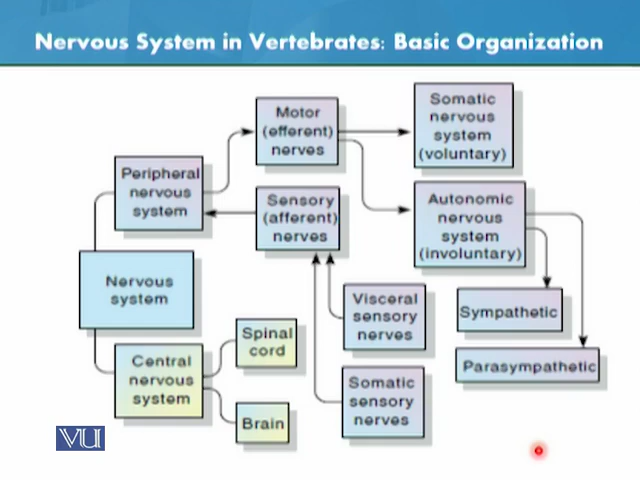 Nervous System in Vertebrates: Basic Organization
Motor
(efferent)
nerves
Somatic
nervous
system
(voluntary)
Peripheral
nervous
system
Sensory
(afferent)
nerves
Autonomic
nervous
system
(involuntary)
Nervous
system
Visceral
sensory
nerves
Sympathetic
Spinal
cord
Central
nervous
system
Parasympathetic
Somatic
sensory
nerves
Brain
VU